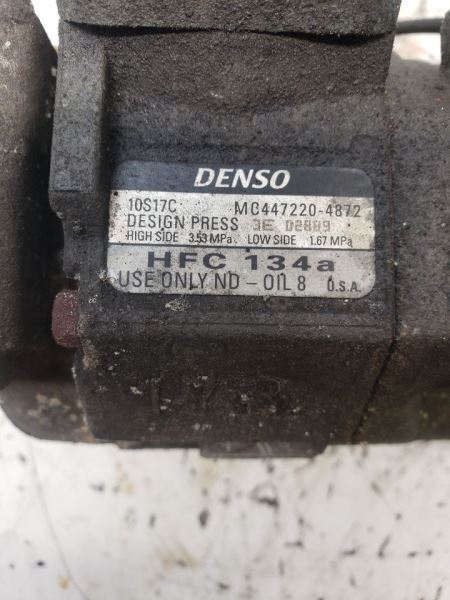 DENSO
10S17C MC447220-4872
DESIGN PRESS 3E D2889
HIGH SIDE 3.53 MPa LOW SIDE 1.67 MPa
HFC 134a
USE ONLY ND-OIL 8 U.S.A.